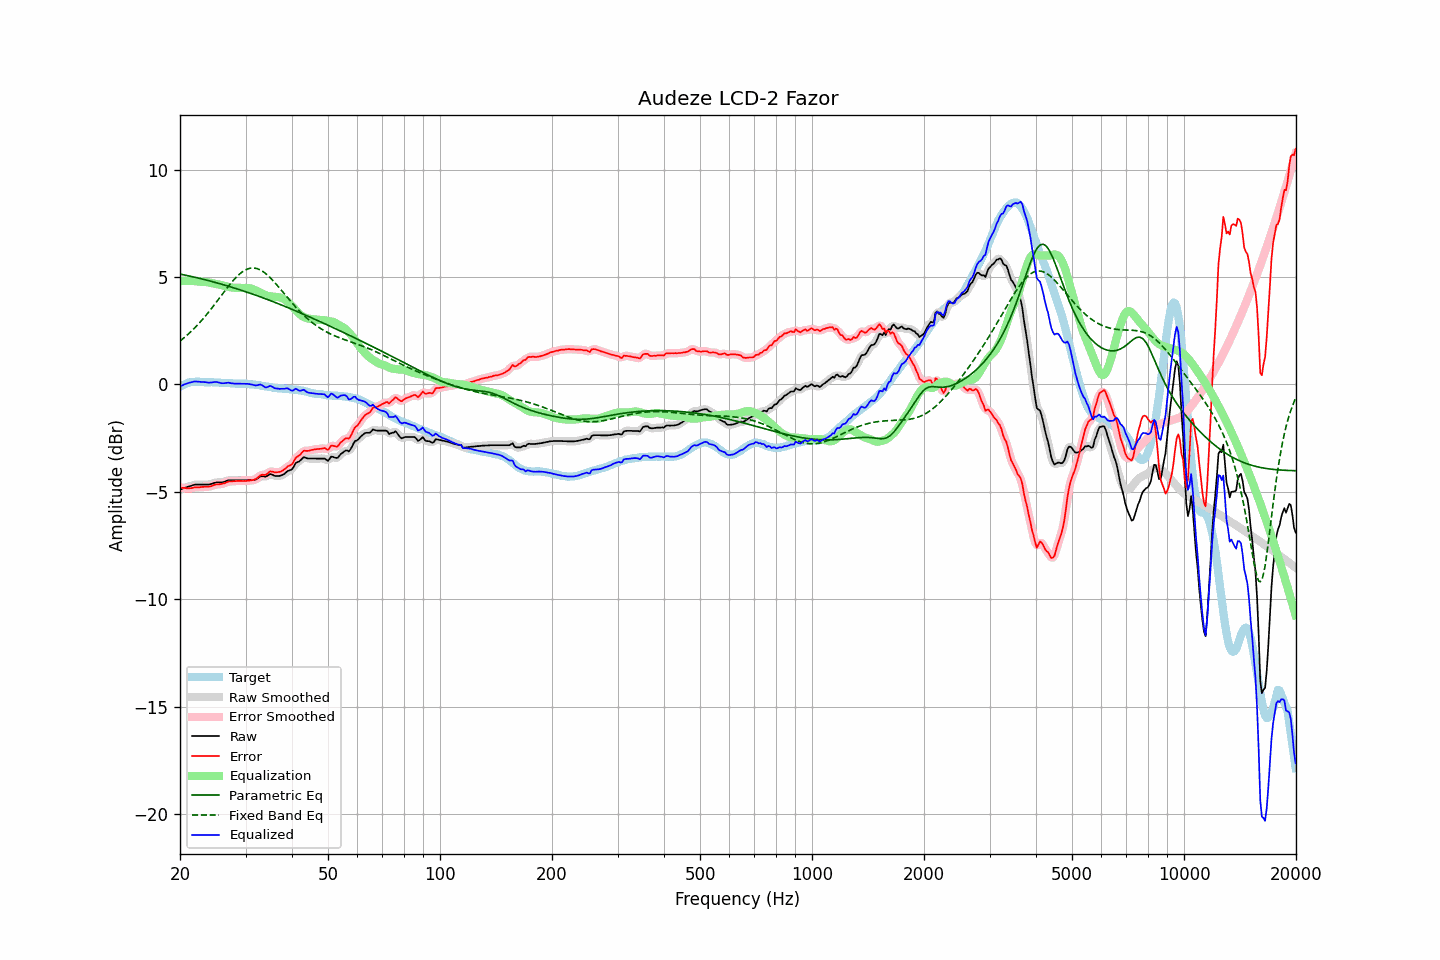 Audeze LCD-2 Fazor
Amplitude (dBr)
10
5
0
−5
−10
−15
−20
Target
Raw Smoothed
Error Smoothed
Raw
Error
Equalization
Parametric Eq
Fixed Band Eq
Equalized
20 50 100 200 500 1000 2000 5000 10000 20000
Frequency (Hz)